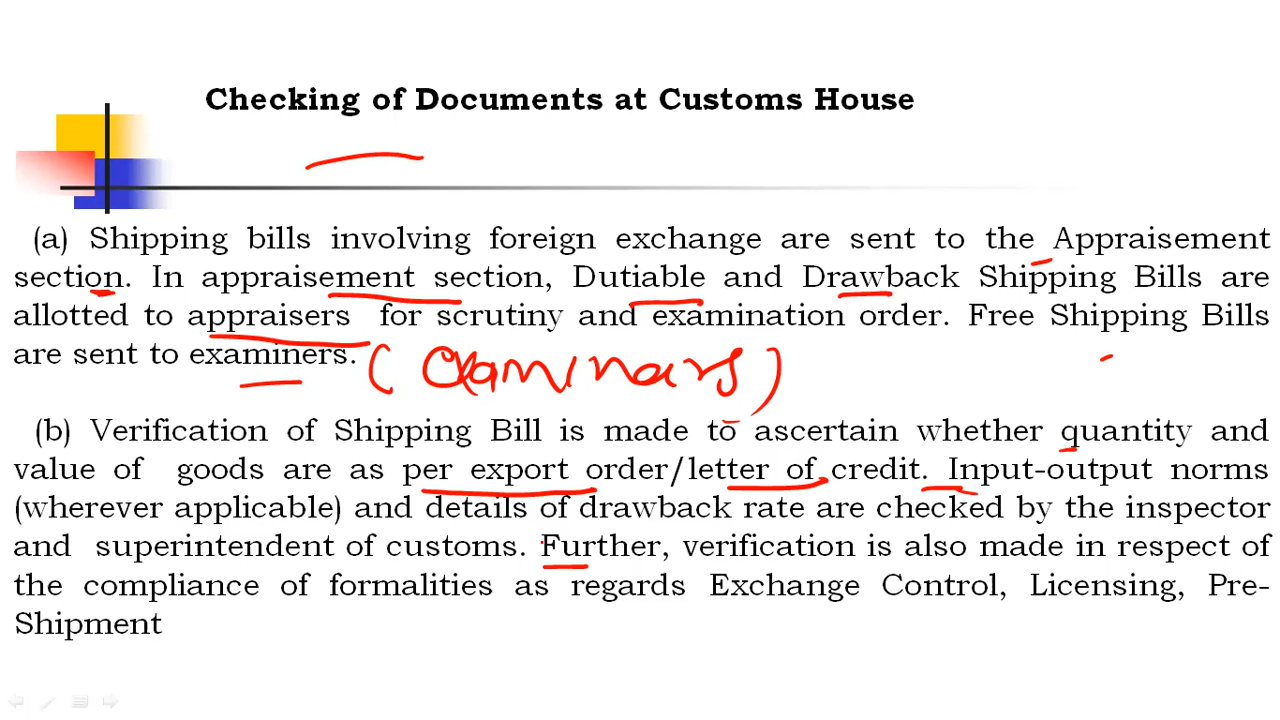 Checking of Documents at Customs House
(a) Shipping bills involving foreign exchange are sent to the Appraisement
section. In appraisement section, Dutiable and Drawback Shipping Bills are
allotted to appraisers for scrutiny and examination order. Free Shipping Bills
are sent to examiners. (Examinars)
(b) Verification of Shipping Bill is made to ascertain whether quantity and
value of goods are as per export order/letter of credit. Input-output norms
(wherever applicable) and details of drawback rate are checked by the inspector
and superintendent of customs. Further, verification is also made in respect of
the compliance of formalities as regards Exchange Control, Licensing, Pre-
Shipment